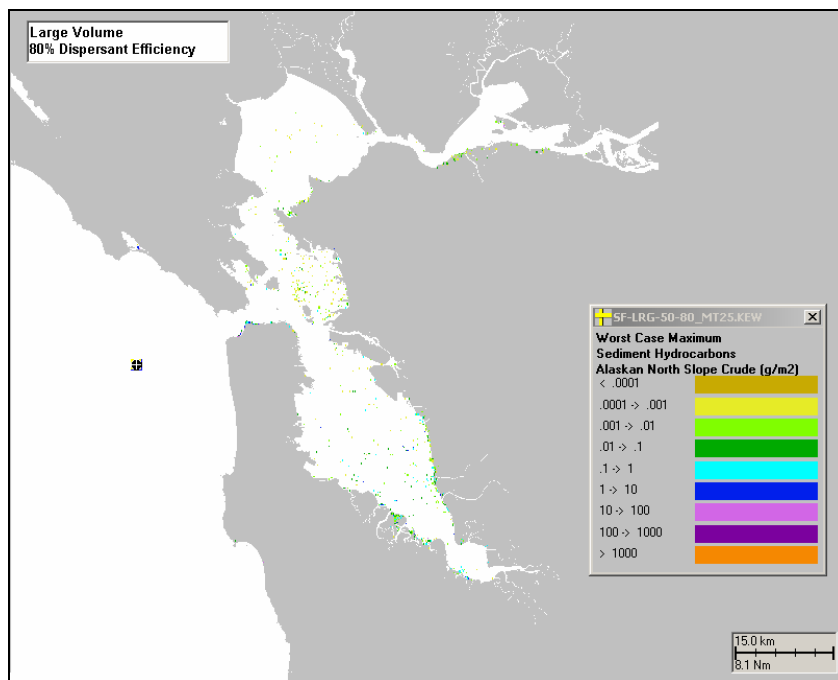 Large Volume
80% Dispersant Efficiency
SF-LRG-50-80_MT25.KEW
Worst Case Maximum
Sediment Hydrocarbons
Alaskan North Slope Crude (g/m2)
< .0001
.0001 -> .001
.001 -> .01
.01 -> .1
.1 -> 1
1 -> 10
10 -> 100
100 -> 1000
> 1000
15.0 km
8.1 Nm